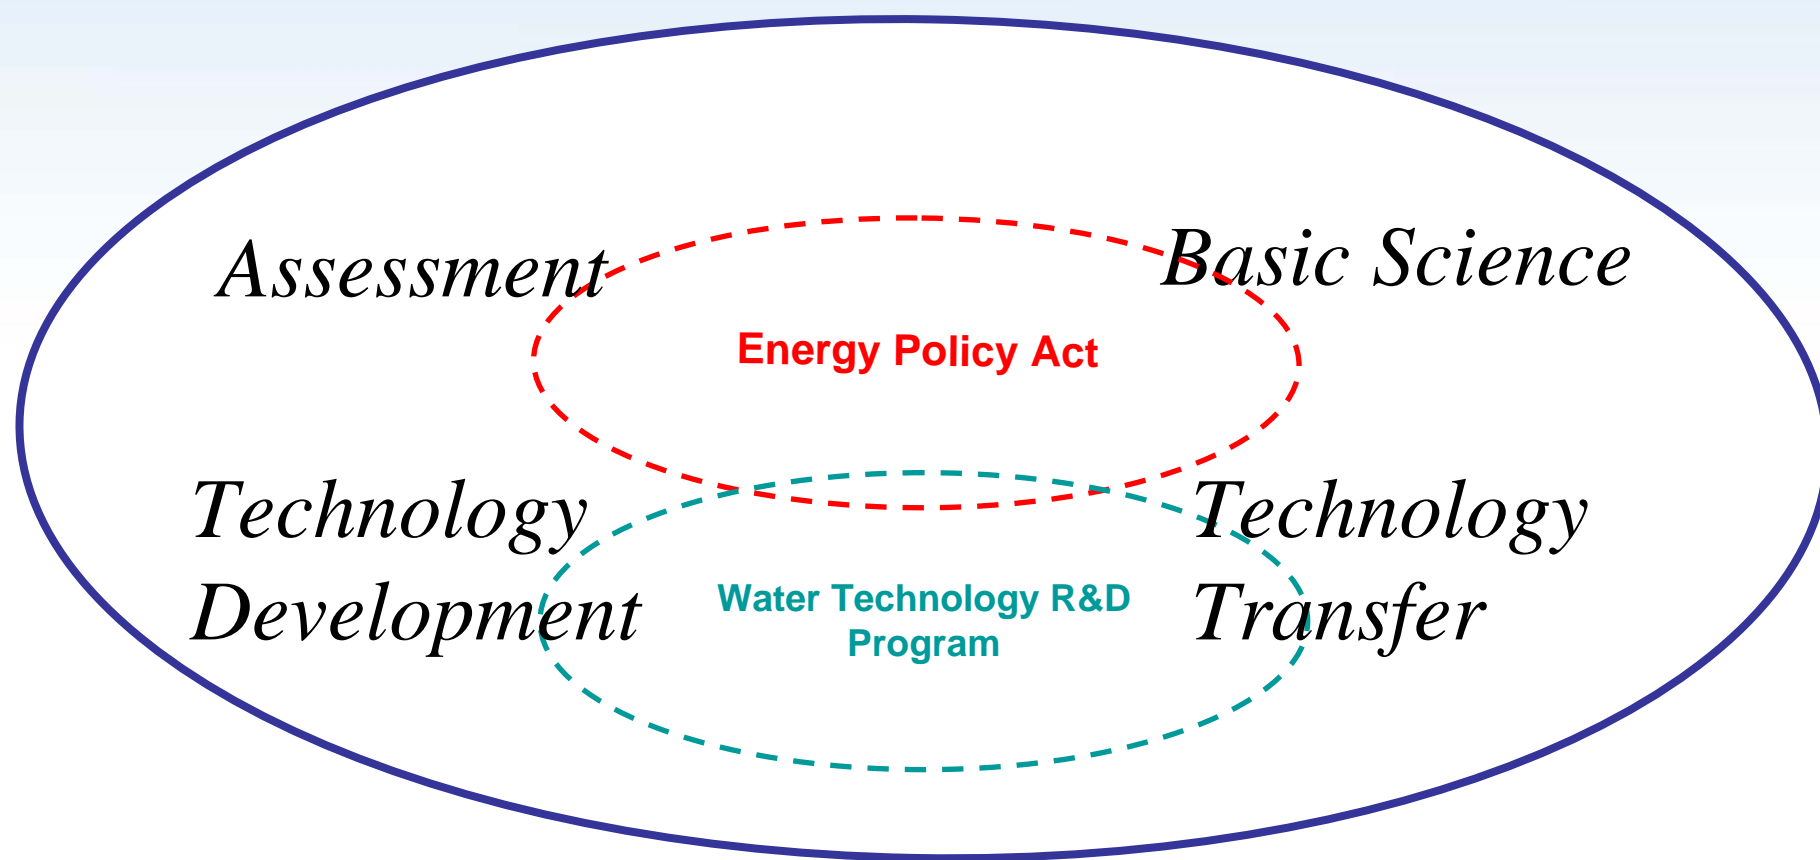 Assessment
Basic Science
Energy Policy Act
Technology
Development
Technology
Transfer
Water Technology R&D
Program